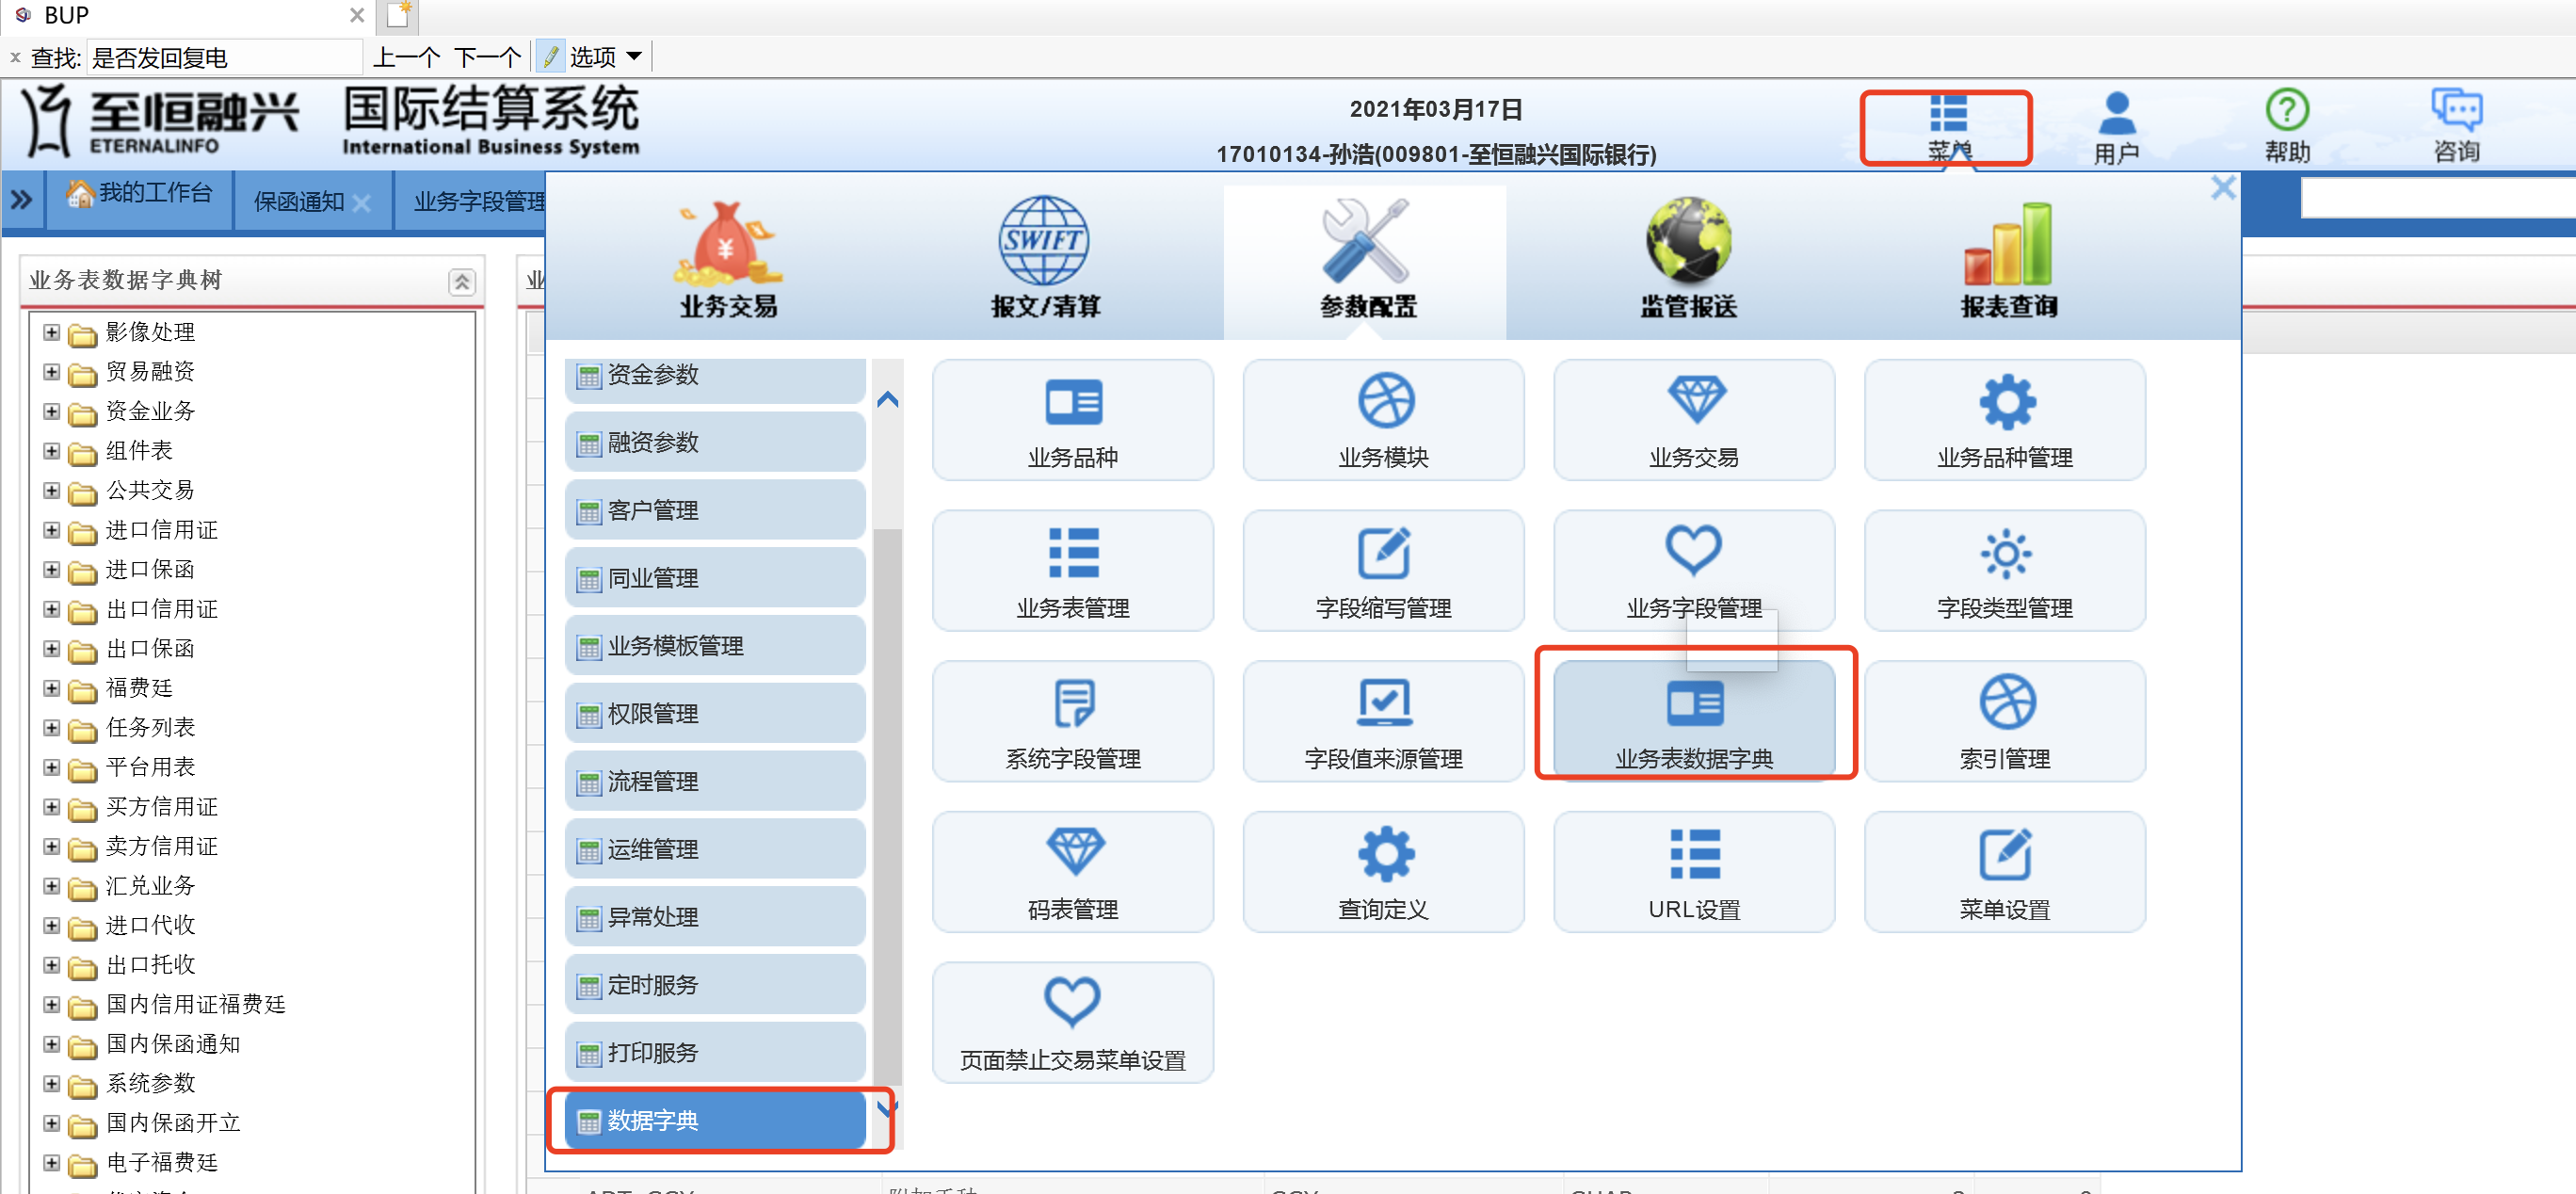 BUP
查找: 是否发回复电 上一个 下一个 选项
至恒融兴 国际结算系统
ETERNALINFO International Business System
2021年03月17日
17010134-孙浩(009801-至恒融兴国际银行)
菜单 用户 帮助 咨询
我的工作台 保函通知 业务字段管理
业务交易 报文/清算 参数配置 监管报送 报表查询
业务表数据字典树
业
影像处理
贸易融资
资金业务
组件表
公共交易
进口信用证
进口保函
出口信用证
出口保函
福费廷
任务列表
平台用表
买方信用证
卖方信用证
汇兑业务
进口代收
出口托收
国内信用证福费廷
国内保函通知
系统参数
国内保函开立
电子福费廷
资金参数
融资参数
客户管理
同业管理
业务模板管理
权限管理
流程管理
运维管理
异常处理
定时服务
打印服务
数据字典
业务品种 业务模块 业务交易 业务品种管理
业务表管理 字段缩写管理 业务字段管理 字段类型管理
系统字段管理 字段值来源管理 业务表数据字典 索引管理
码表管理 查询定义 URL设置 菜单设置
页面禁止交易菜单设置